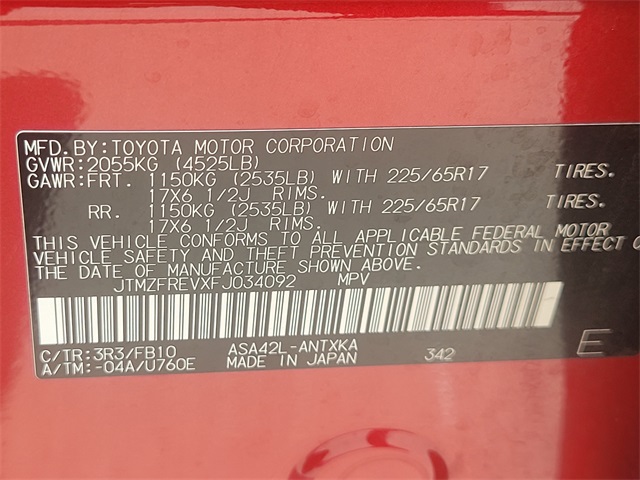 MFD. BY: TOYOTA MOTOR CORPORATION
GVWR: 2055KG (4525LB)
GAWR: FRT. 1150KG (2535LB) WITH 225/65R17 TIRES.
17X6 1/2J RIMS.
RR. 1150KG (2535LB) WITH 225/65R17 TIRES.
17X6 1/2J RIMS.
THIS VEHICLE CONFORMS TO ALL APPLICABLE FEDERAL MOTOR
VEHICLE SAFETY AND THEFT PREVENTION STANDARDS IN EFFECT
THE DATE OF MANUFACTURE SHOWN ABOVE.
JTMZFREVXFJ034092 MPV
C/TR: 3R3/FB10 ASA42L-ANTXKA 342 E
A/TM: -04A/U760E MADE IN JAPAN